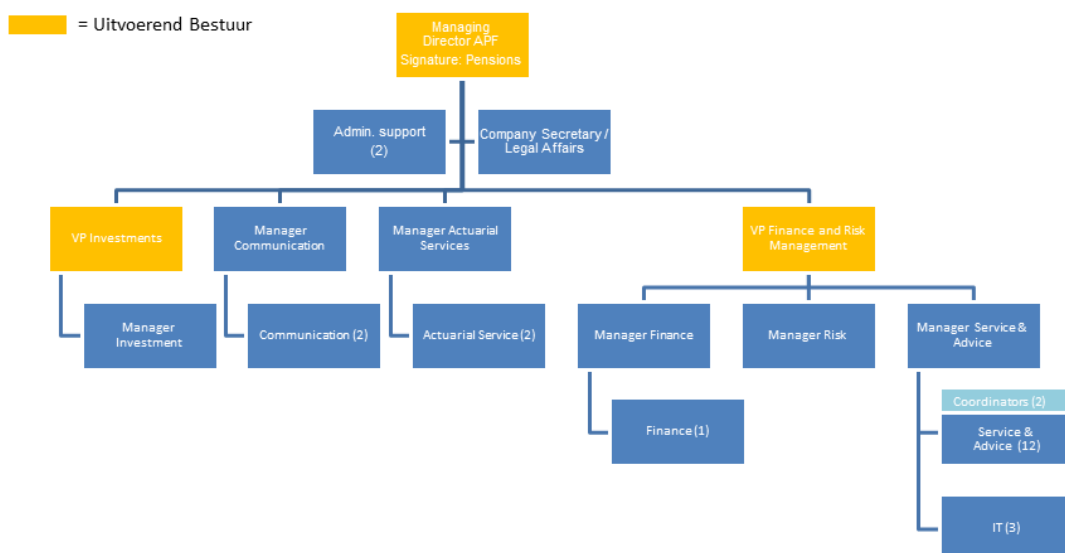 = Uitvoerend Bestuur
Managing
Director APF
Signature: Pensions
Admin. support
(2)
Company Secretary /
Legal Affairs
VP Investments
Manager
Communication
Manager Actuarial
Services
VP Finance and Risk
Management
Manager
Investment
Communication (2)
Actuarial Service (2)
Manager Finance
Manager Risk
Manager Service &
Advice
Coordinators (2)
Finance (1)
Service &
Advice (12)
IT (3)